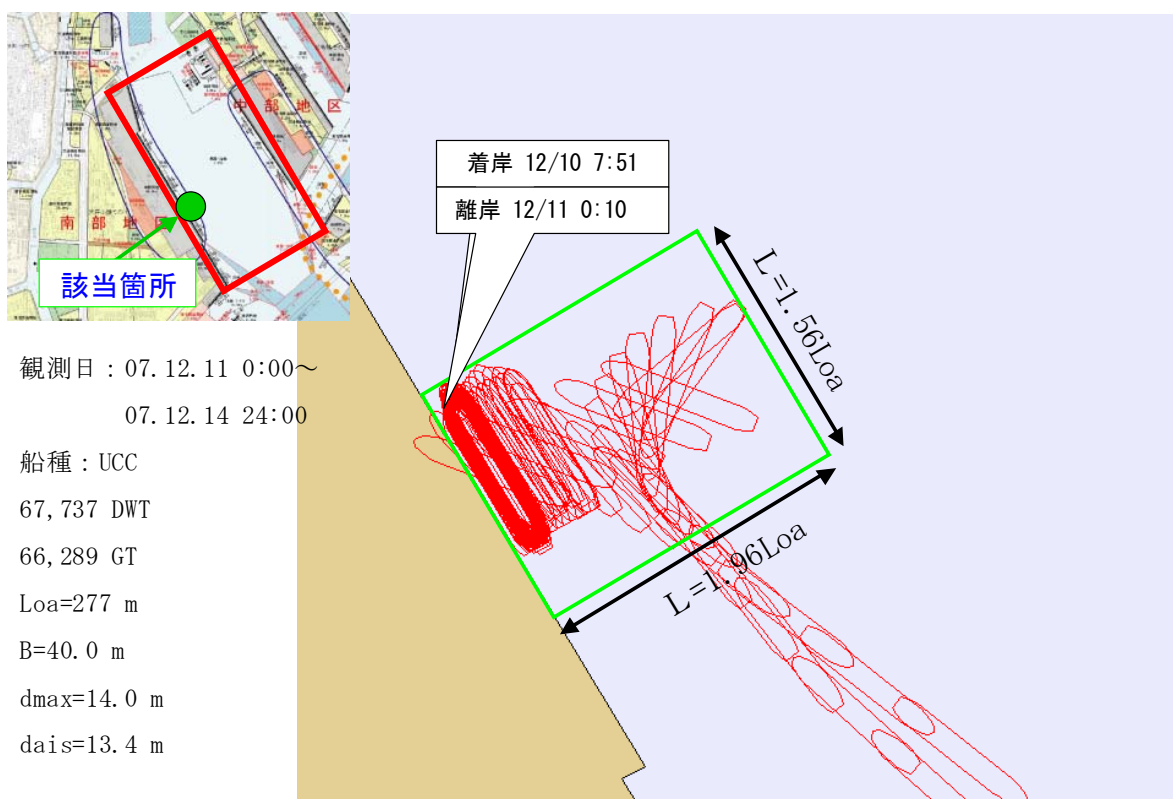 中部地区
南部地区
該当箇所
着岸 12/10 7:51
離岸 12/11 0:10
L=1.56Loa
L=1.96Loa
観測日：07.12.11 0:00～
07.12.14 24:00
船種：UCC
67,737 DWT
66,289 GT
Loa=277 m
B=40.0 m
dmax=14.0 m
dais=13.4 m